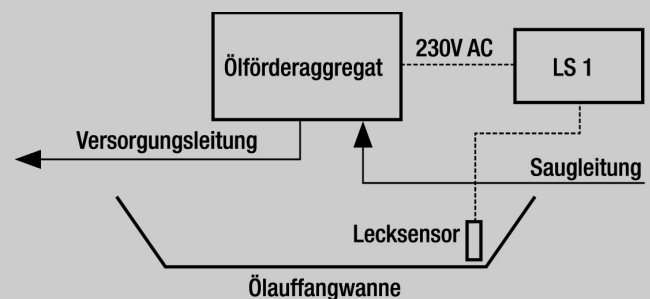 230V AC
Ölförderaggregat
LS 1
Versorgungsleitung
Saugleitung
Lecksensor
Ölauffangwanne